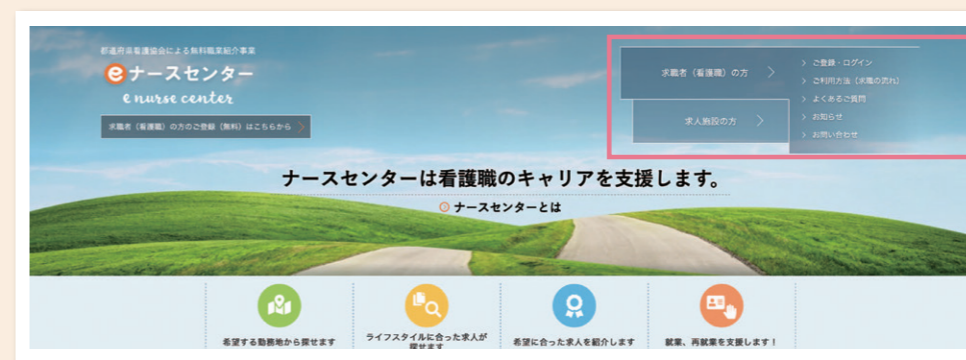 都道府県看護協会による無料職業紹介事業
eナースセンター
e nurse center
求職者（看護職）の方のご登録（無料）はこちらから
求職者（看護職）の方
求人施設の方
ご登録・ログイン
ご利用方法（求職の流れ）
よくあるご質問
お知らせ
お問い合わせ
ナースセンターは看護職のキャリアを支援します。
ナースセンターとは
希望する勤務地から探せます
ライフスタイルに合った求人が
探せます
希望に合った求人を紹介します
就業、再就業を支援します！